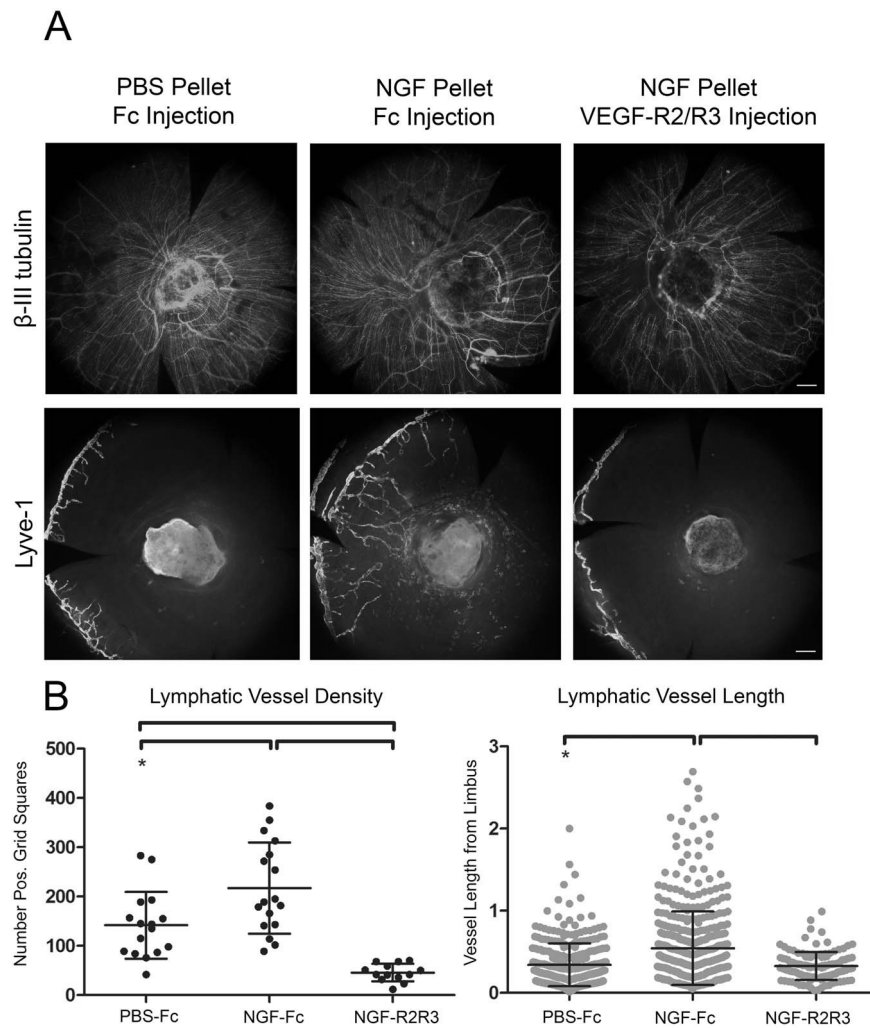 A
PBS Pellet
Fc Injection
NGF Pellet
Fc Injection
NGF Pellet
VEGF-R2/R3 Injection
β-III tubulin
Lyve-1
B
Lymphatic Vessel Density
*
Number Pos. Grid Squares
500
400
300
200
100
0
PBS-Fc
NGF-Fc
NGF-R2R3
Lymphatic Vessel Length
*
Vessel Length from Limbus
3
2
1
0
PBS-Fc
NGF-Fc
NGF-R2R3